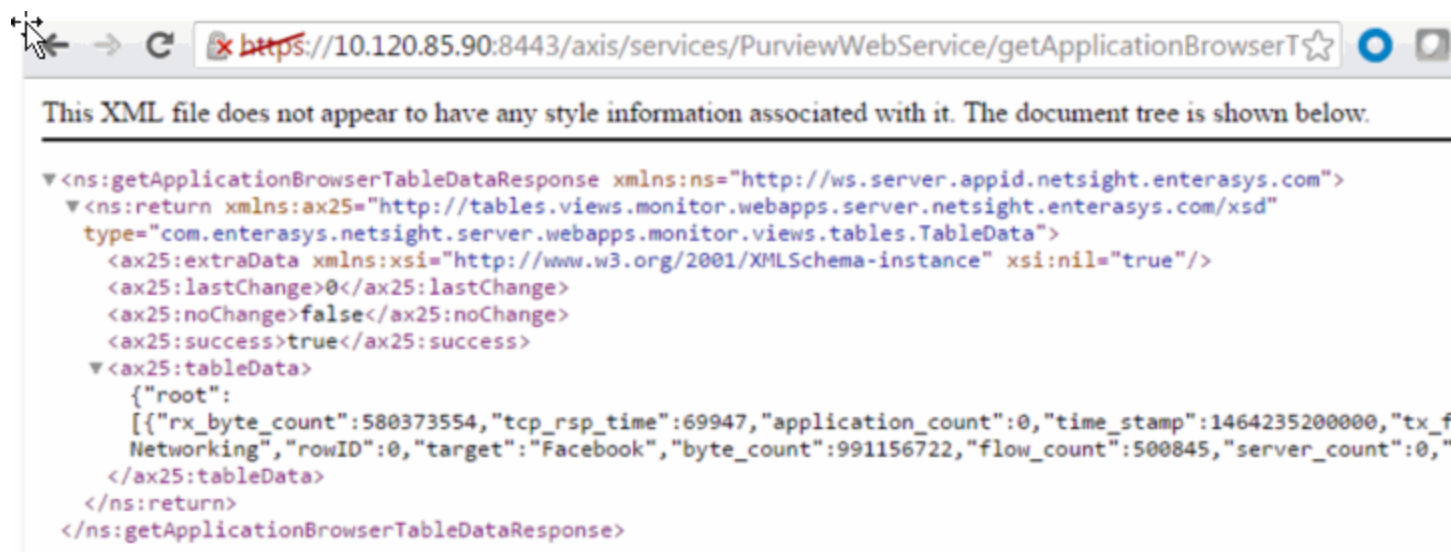 https://10.120.85.90:8443/axis/services/PurviewWebService/getApplicationBrowserT
This XML file does not appear to have any style information associated with it. The document tree is shown below.
▼<ns:getApplicationBrowserTableDataResponse xmlns:ns="http://ws.server.appid.netsight.enterasys.com">
▼<ns:return xmlns:ax25="http://tables.views.monitor.webapps.server.netsight.enterasys.com/xsd"
type="com.enterasys.netsight.server.webapps.monitor.views.tables.TableData">
<ax25:extraData xmlns:xsi="http://www.w3.org/2001/XMLSchema-instance" xsi:nil="true"/>
<ax25:lastChange>0</ax25:lastChange>
<ax25:noChange>false</ax25:noChange>
<ax25:success>true</ax25:success>
▼<ax25:tableData>
{"root":
[{"rx_byte_count":580373554,"tcp_rsp_time":69947,"application_count":0,"time_stamp":1464235200000,"tx_f
Networking","rowID":0,"target":"Facebook","byte_count":991156722,"flow_count":500845,"server_count":0,"
</ax25:tableData>
</ns:return>
</ns:getApplicationBrowserTableDataResponse>